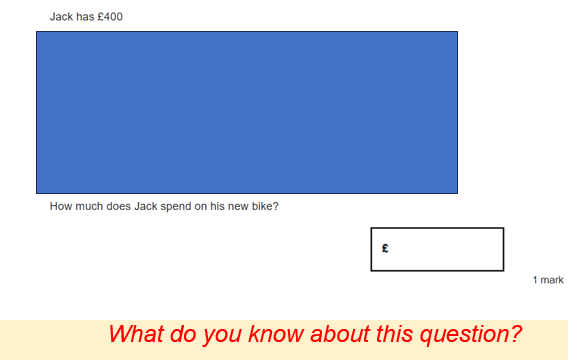 Jack has £400
How much does Jack spend on his new bike?
£
1 mark
What do you know about this question?